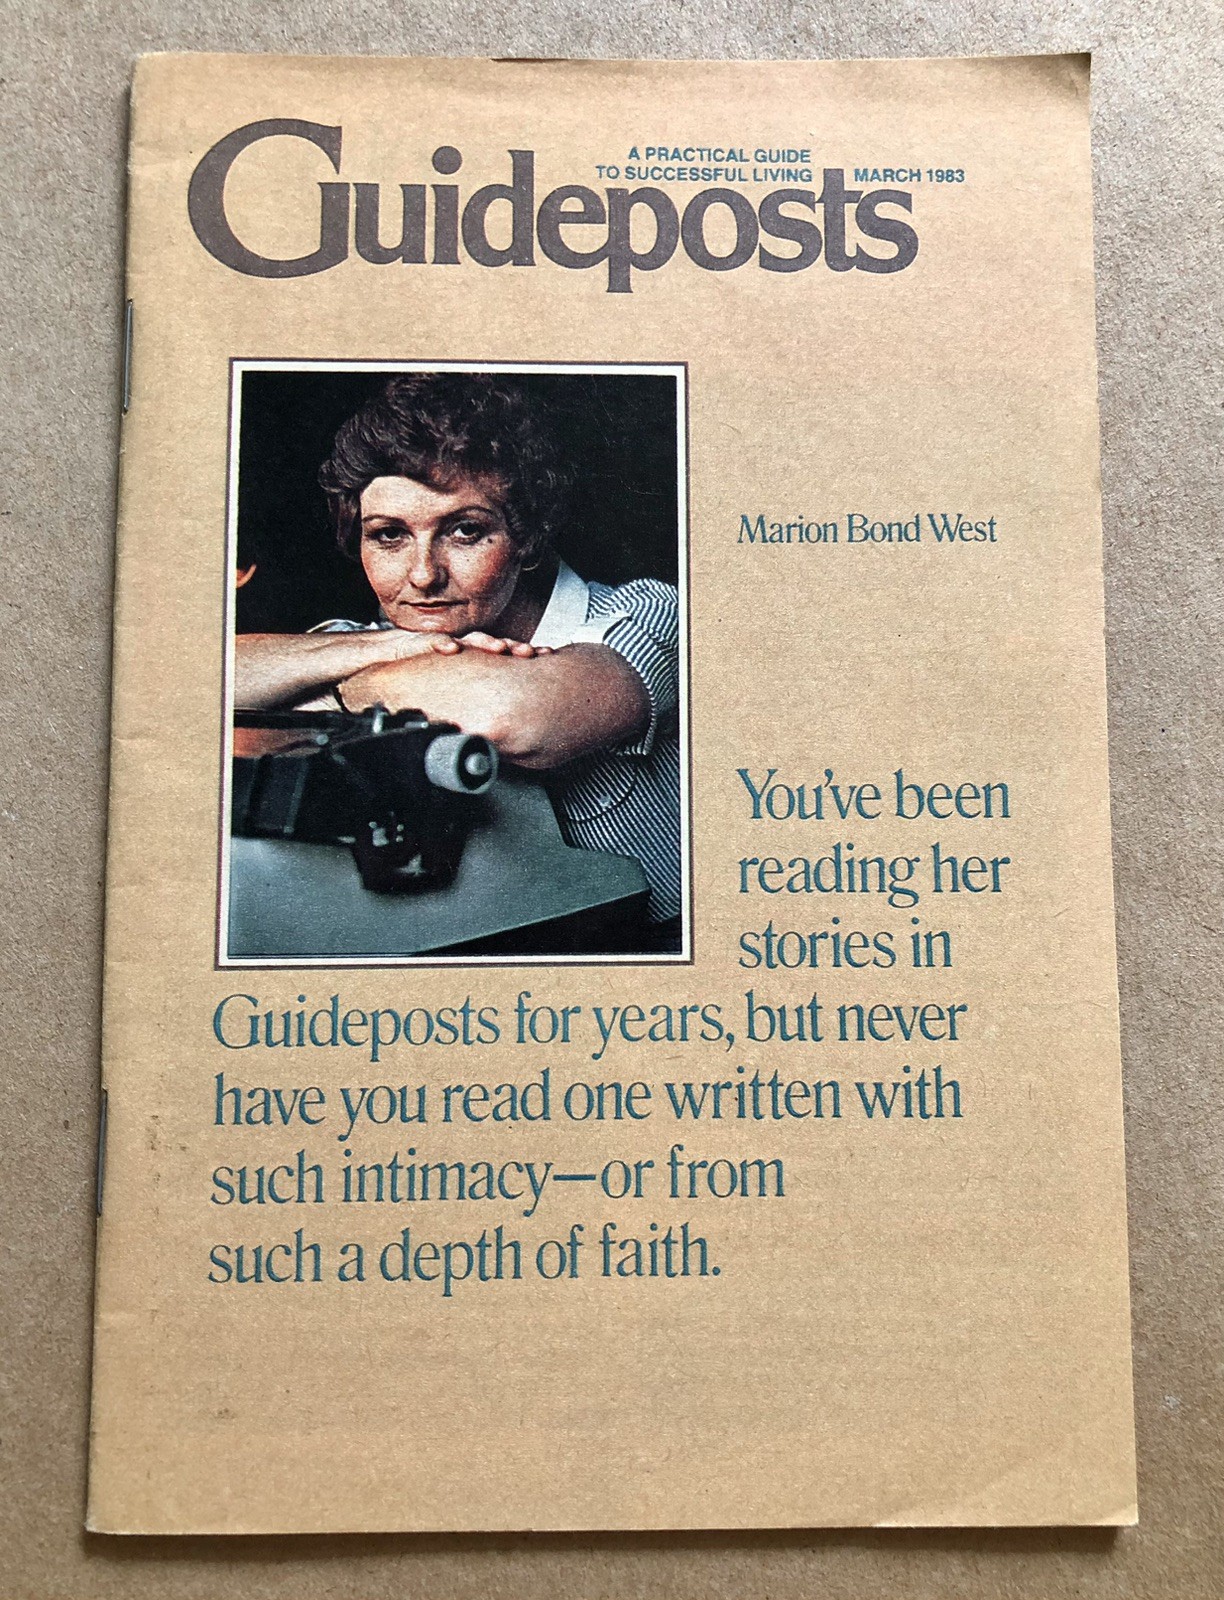 A PRACTICAL GUIDE
TO SUCCESSFUL LIVING
MARCH 1983
Guideposts
Marion Bond West
You've been
reading her
stories in
Guideposts for years, but never
have you read one written with
such intimacy—or from
such a depth of faith.